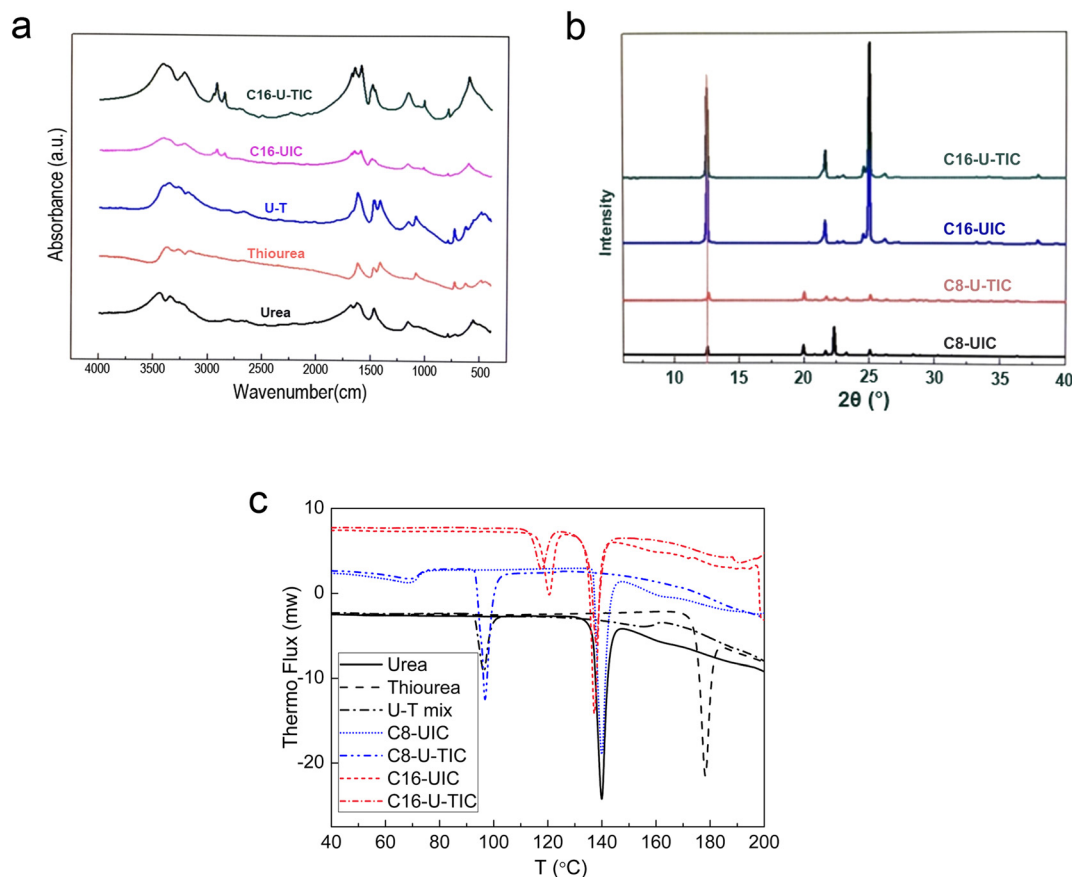 a
Absorbance (a.u.)
C16-U-TIC
C16-UIC
U-T
Thiourea
Urea
4000 3500 3000 2500 2000 1500 1000 500
Wavenumber(cm)
b
Intensity
C16-U-TIC
C16-UIC
C8-U-TIC
C8-UIC
10 15 20 25 30 35 40
2θ (°)
c
Thermo Flux (mw)
10
0
-10
-20
Urea
Thiourea
U-T mix
C8-UIC
C8-U-TIC
C16-UIC
C16-U-TIC
40 60 80 100 120 140 160 180 200
T (°C)